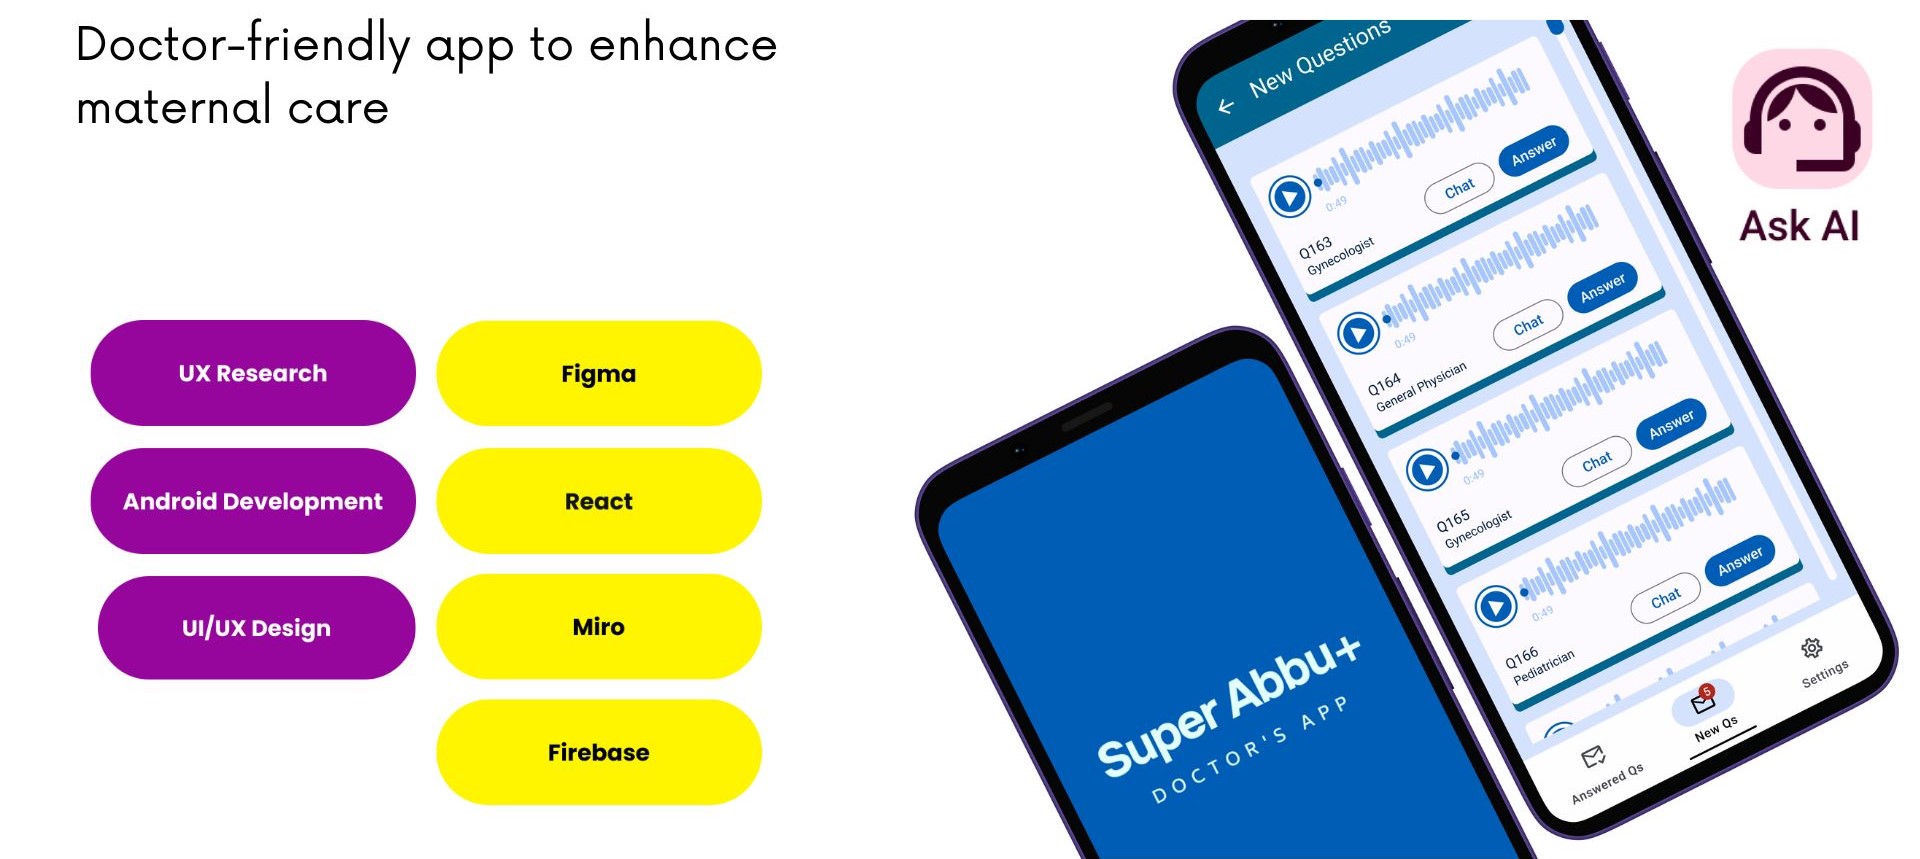 Doctor-friendly app to enhance
maternal care
UX Research
Figma
Android Development
React
UI/UX Design
Miro
Firebase
Super Abbu+
DOCTOR'S APP
New Questions
0:49
Chat
Answer
Q163
Gynecologist
0:49
Chat
Answer
Q164
General Physician
0:49
Chat
Answer
Q165
Gynecologist
0:49
Chat
Answer
Q166
Pediatrician
Answered Qs
5
New Qs
Settings
Ask AI